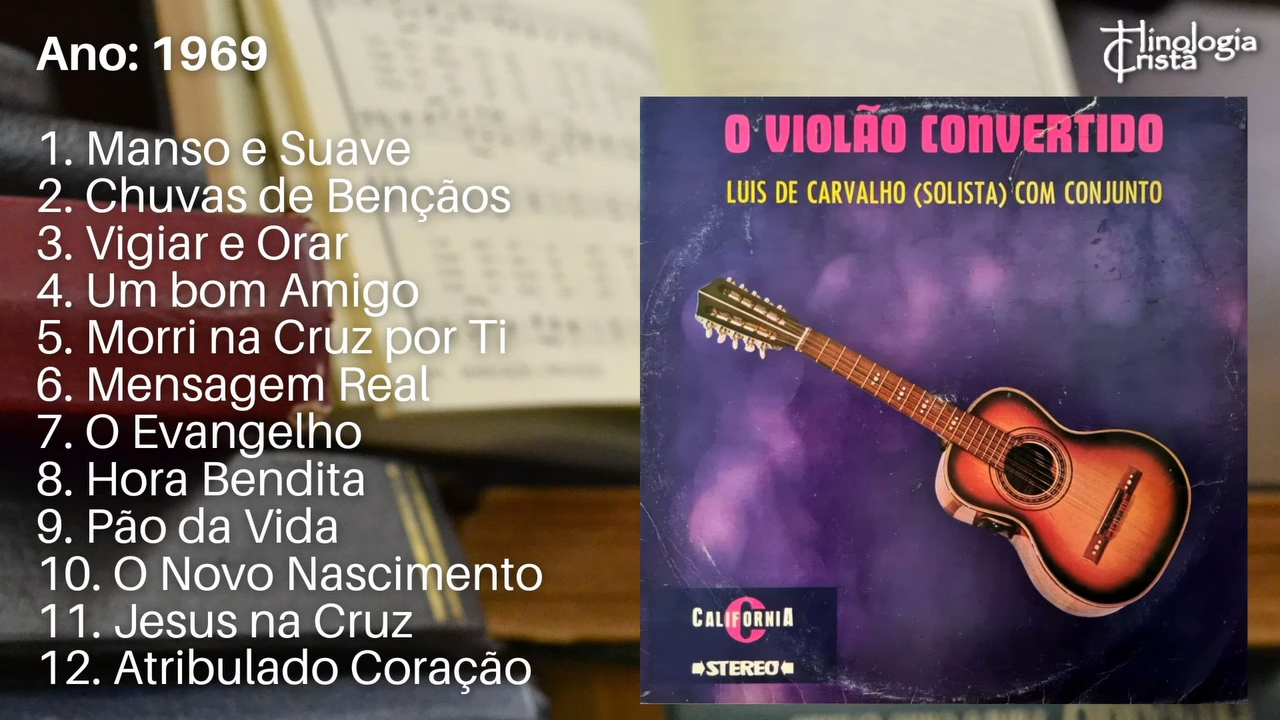 Ano: 1969
1. Manso e Suave
2. Chuvas de Bençãos
3. Vigiar e Orar
4. Um bom Amigo
5. Morri na Cruz por Ti
6. Mensagem Real
7. O Evangelho
8. Hora Bendita
9. Pão da Vida
10. O Novo Nascimento
11. Jesus na Cruz
12. Atribulado Coração
Hinologia
Cristã
O VIOLÃO CONVERTIDO
LUIS DE CARVALHO (SOLISTA) COM CONJUNTO
CALIFORNIA
STEREO